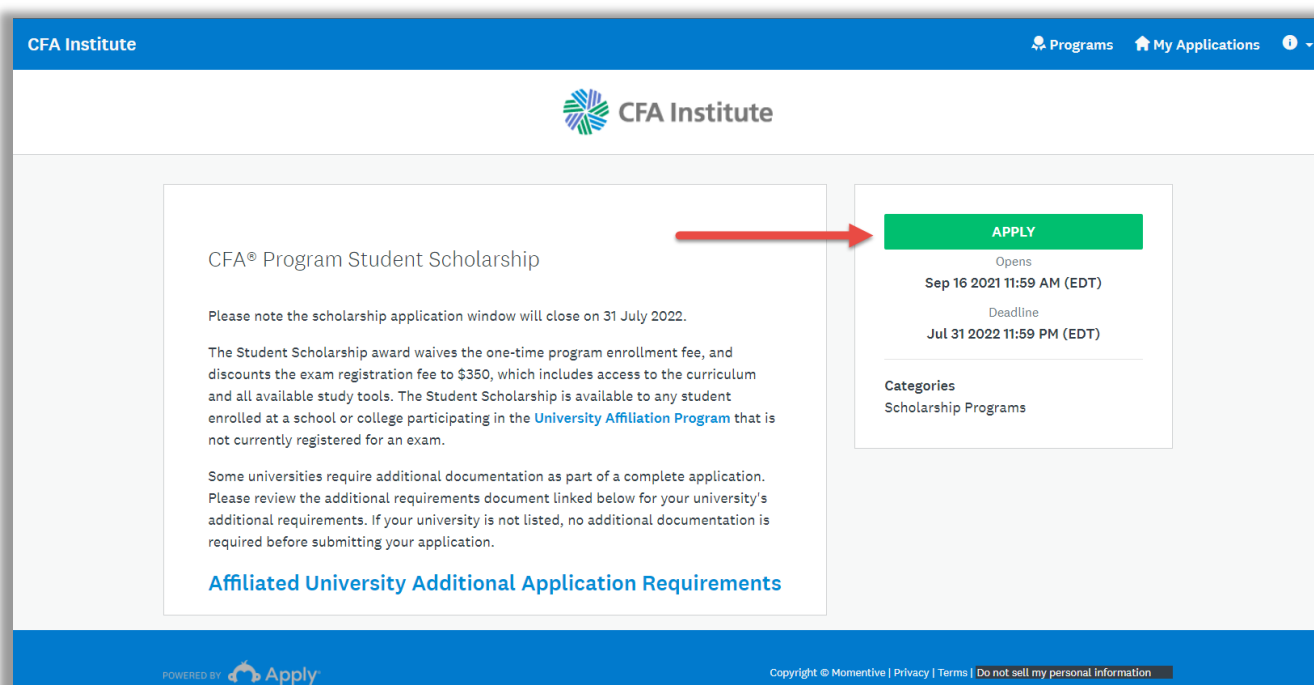 CFA Institute
Programs
My Applications
CFA Institute
CFA® Program Student Scholarship
Please note the scholarship application window will close on 31 July 2022.
The Student Scholarship award waives the one-time program enrollment fee, and
discounts the exam registration fee to $350, which includes access to the curriculum
and all available study tools. The Student Scholarship is available to any student
enrolled at a school or college participating in the University Affiliation Program that is
not currently registered for an exam.
Some universities require additional documentation as part of a complete application.
Please review the additional requirements document linked below for your university's
additional requirements. If your university is not listed, no additional documentation is
required before submitting your application.
Affiliated University Additional Application Requirements
APPLY
Opens
Sep 16 2021 11:59 AM (EDT)
Deadline
Jul 31 2022 11:59 PM (EDT)
Categories
Scholarship Programs
POWERED BY Apply
Copyright © Momentive | Privacy | Terms | Do not sell my personal information